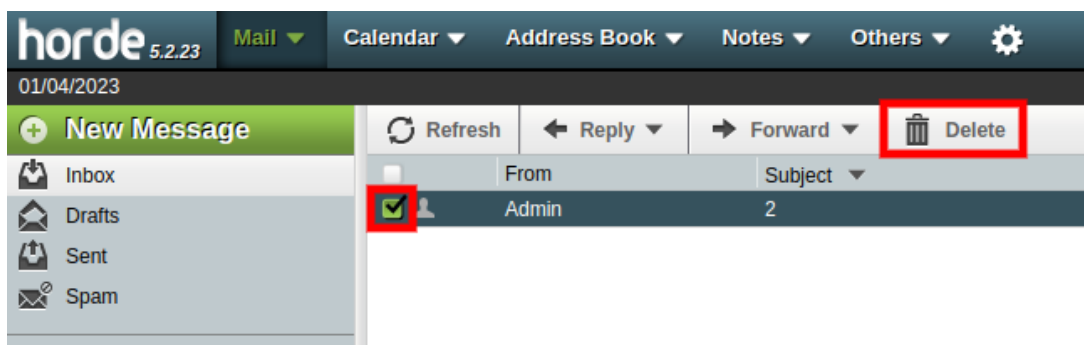 horde 5.2.23 Mail Calendar Address Book Notes Others
01/04/2023
New Message Refresh Reply Forward Delete
Inbox From Subject
Drafts Admin 2
Sent
Spam